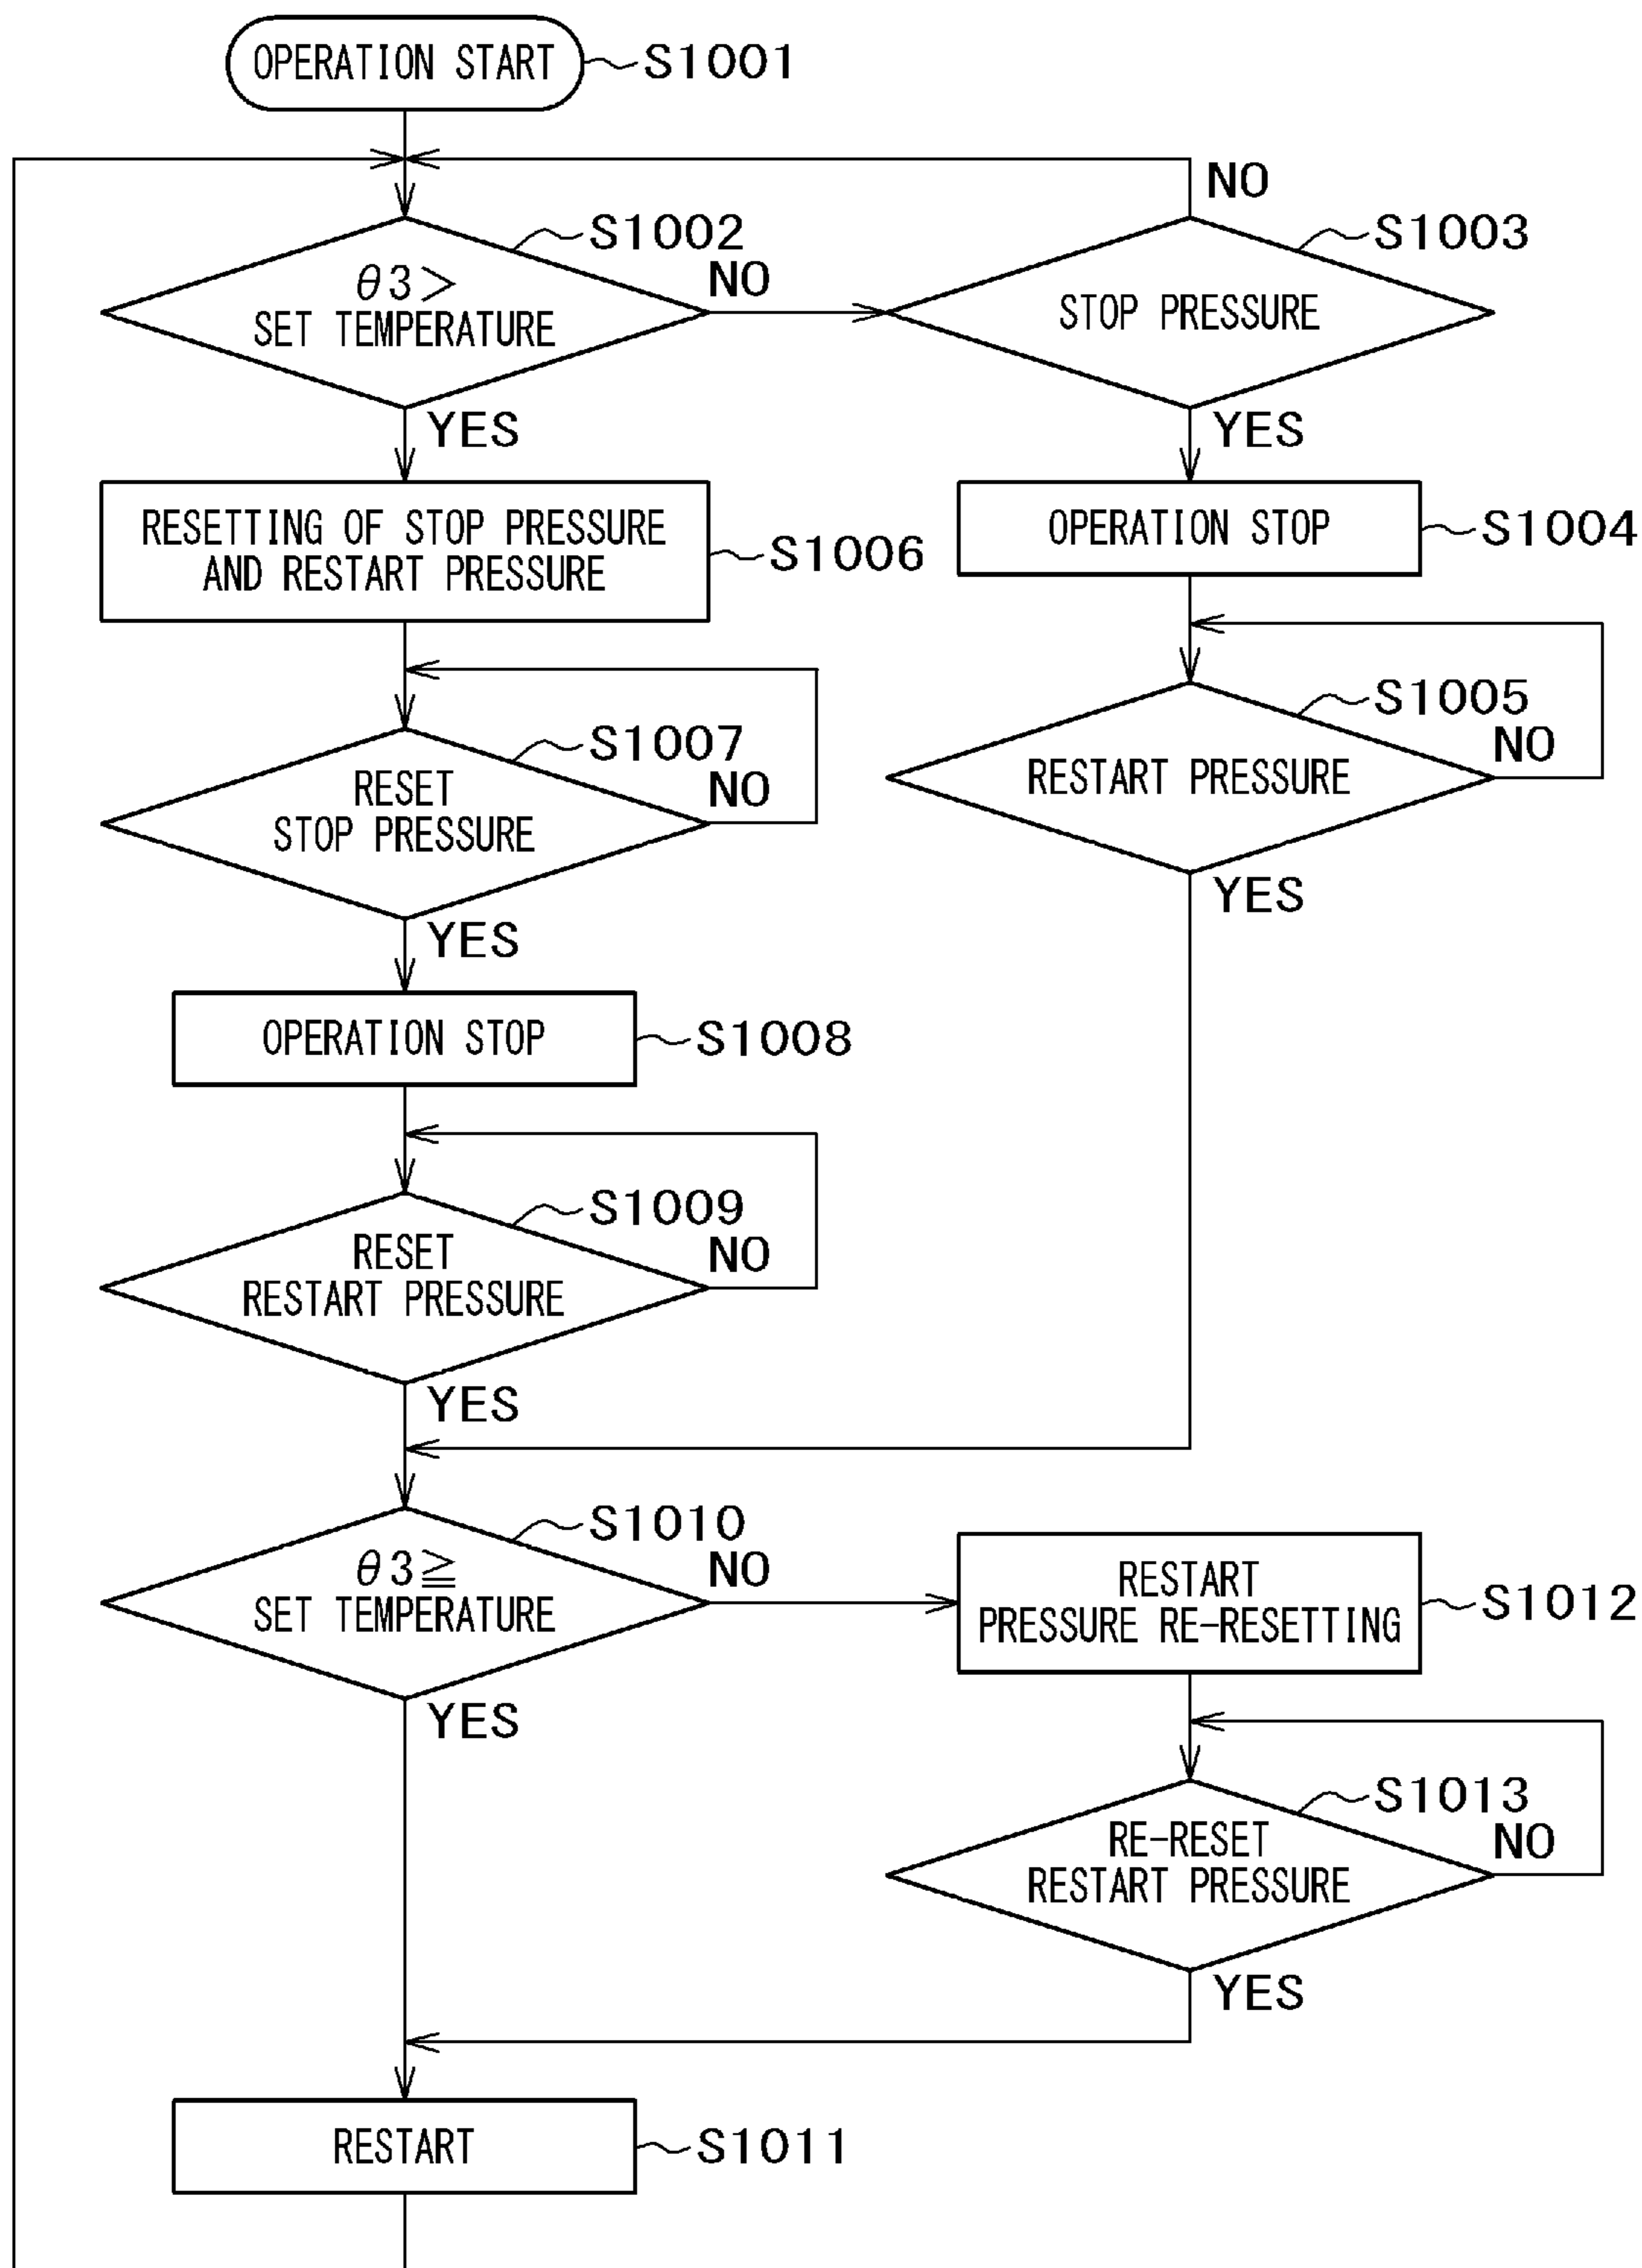 OPERATION START
S1001
NO
S1002
S1003
θ3>
SET TEMPERATURE
NO
STOP PRESSURE
YES
YES
RESETTING OF STOP PRESSURE
AND RESTART PRESSURE
S1006
OPERATION STOP
S1004
S1007
RESET
STOP PRESSURE
NO
S1005
RESTART PRESSURE
NO
YES
YES
OPERATION STOP
S1008
S1009
RESET
RESTART PRESSURE
NO
YES
S1010
θ3≧
SET TEMPERATURE
NO
RESTART
PRESSURE RE-RESETTING
S1012
YES
S1013
RE-RESET
RESTART PRESSURE
NO
YES
RESTART
S1011